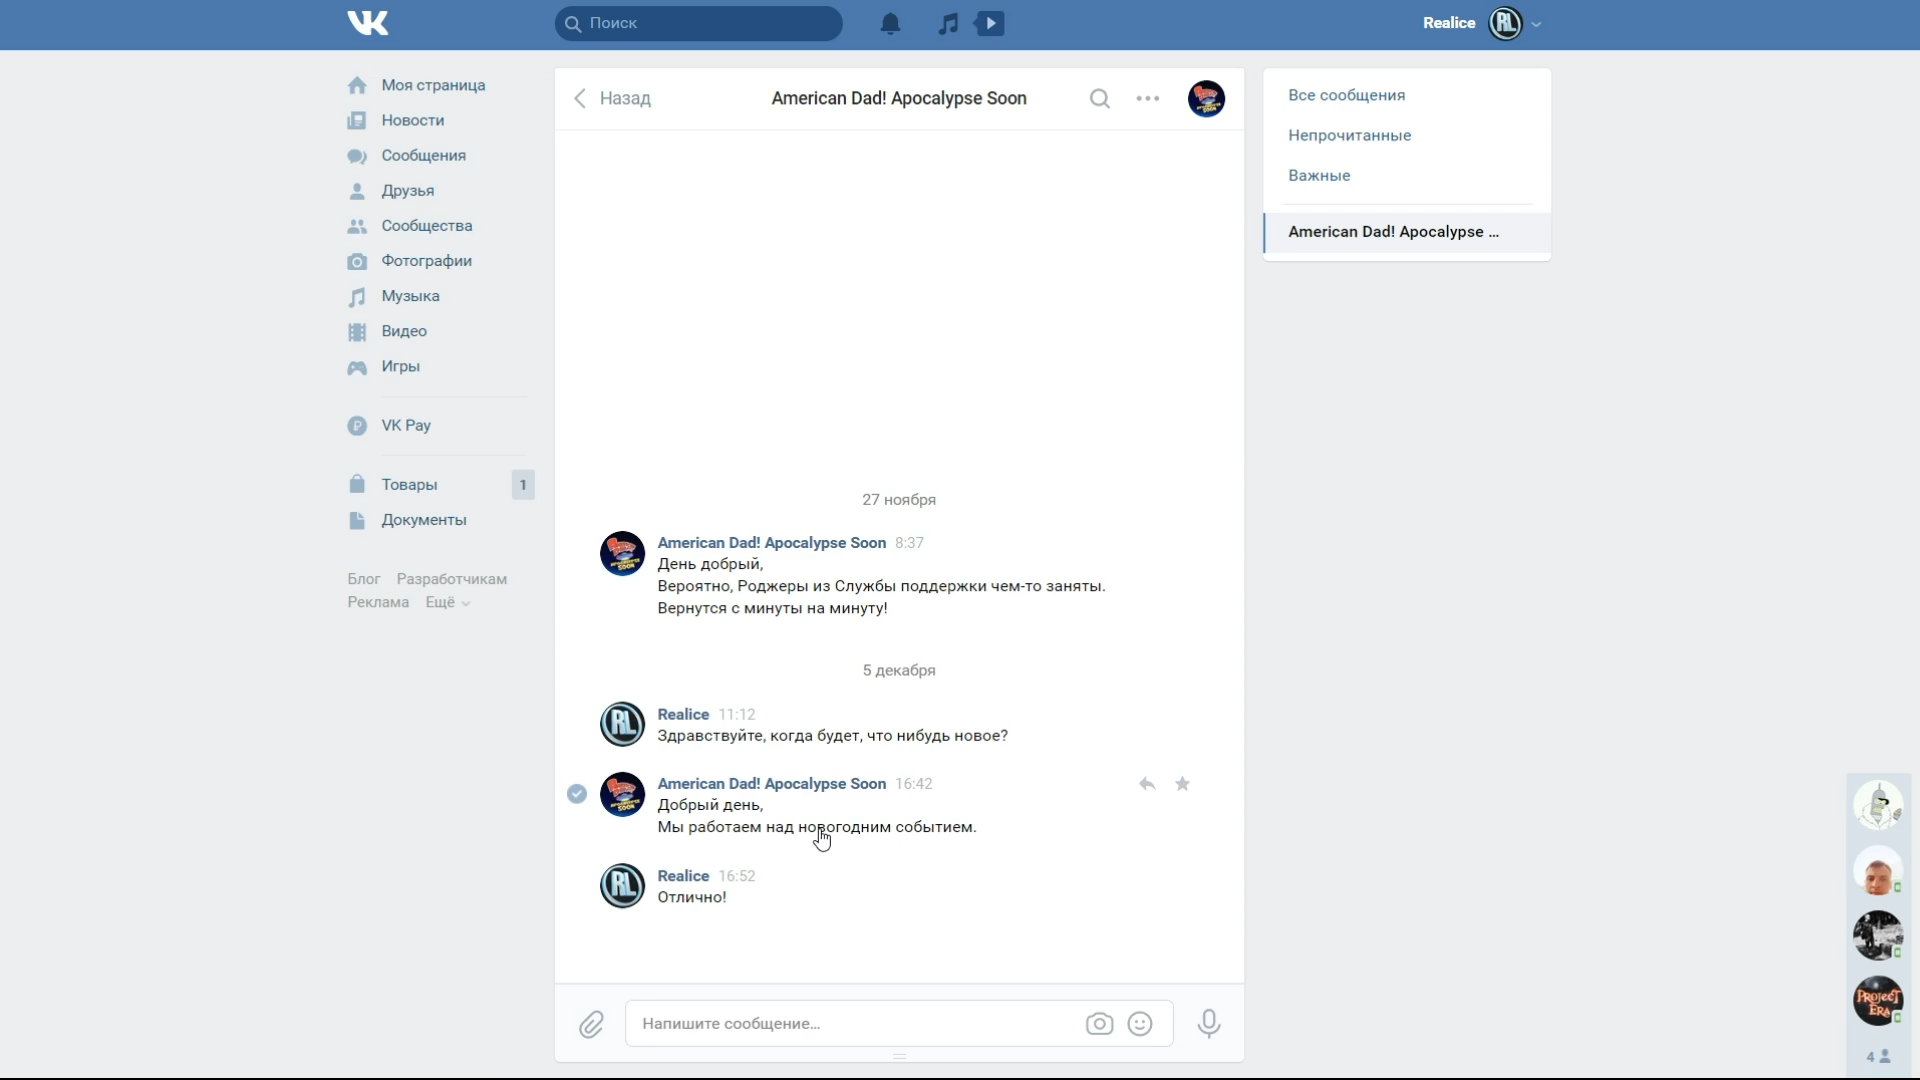 Поиск
Realice
Моя страница
Новости
Сообщения
Друзья
Сообщества
Фотографии
Музыка
Видео
Игры
VK Pay
Товары 1
Документы
Блог Разработчикам
Реклама Ещё
Назад
American Dad! Apocalypse Soon
27 ноября
American Dad! Apocalypse Soon 8:37
День добрый,
Вероятно, Роджеры из Службы поддержки чем-то заняты.
Вернутся с минуты на минуту!
5 декабря
Realice 11:12
Здравствуйте, когда будет, что нибудь новое?
American Dad! Apocalypse Soon 16:42
Добрый день,
Мы работаем над новогодним событием.
Realice 16:52
Отлично!
Напишите сообщение...
Все сообщения
Непрочитанные
Важные
American Dad! Apocalypse ...
PROJECT
ERA
4